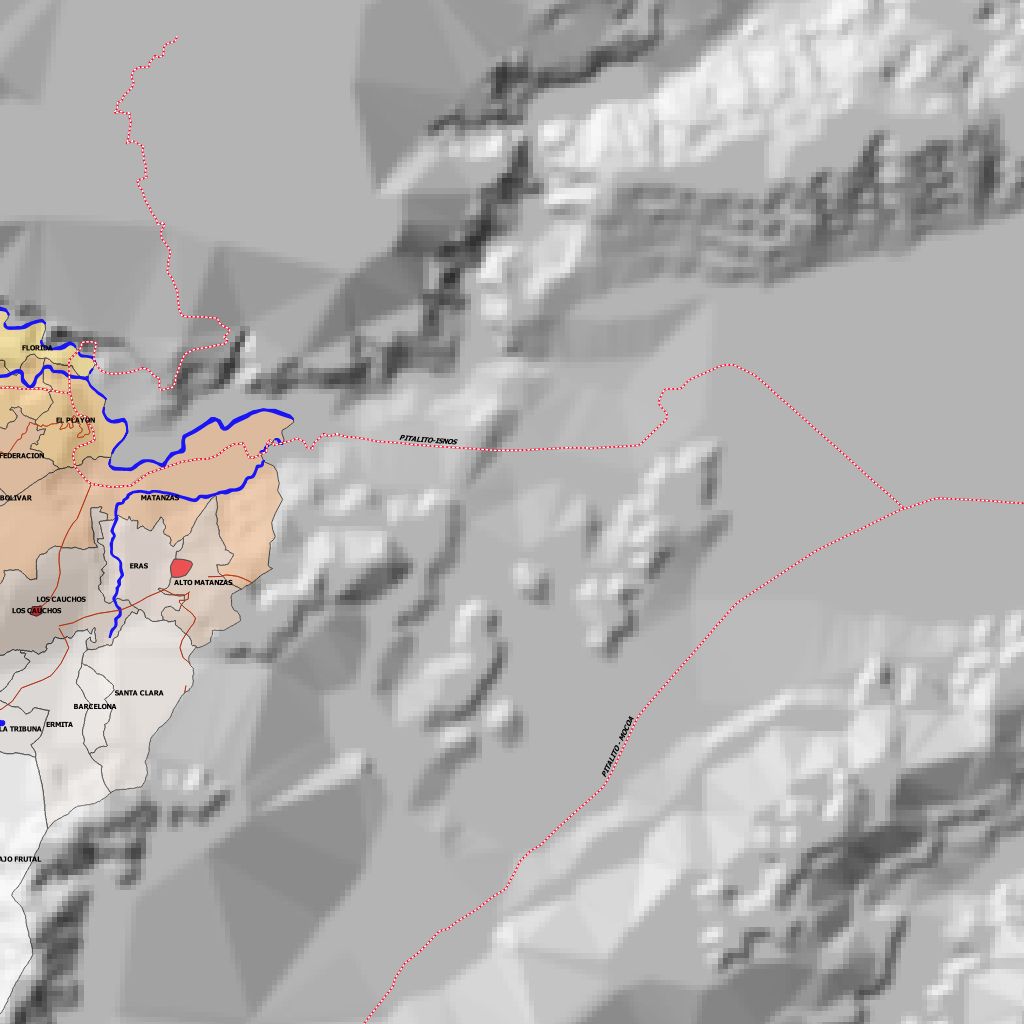 FLORIDA
EL PLAYON
FEDERACION
PITALITO-ISNOS
BOLIVAR
MATANZAS
ERAS
ALTO MATANZAS
LOS CAUCHOS
LOS CAUCHOS
SANTA CLARA
BARCELONA
ERMITA
LA TRIBUNA
PITALITO - MOCOA
AJO FRUTAL